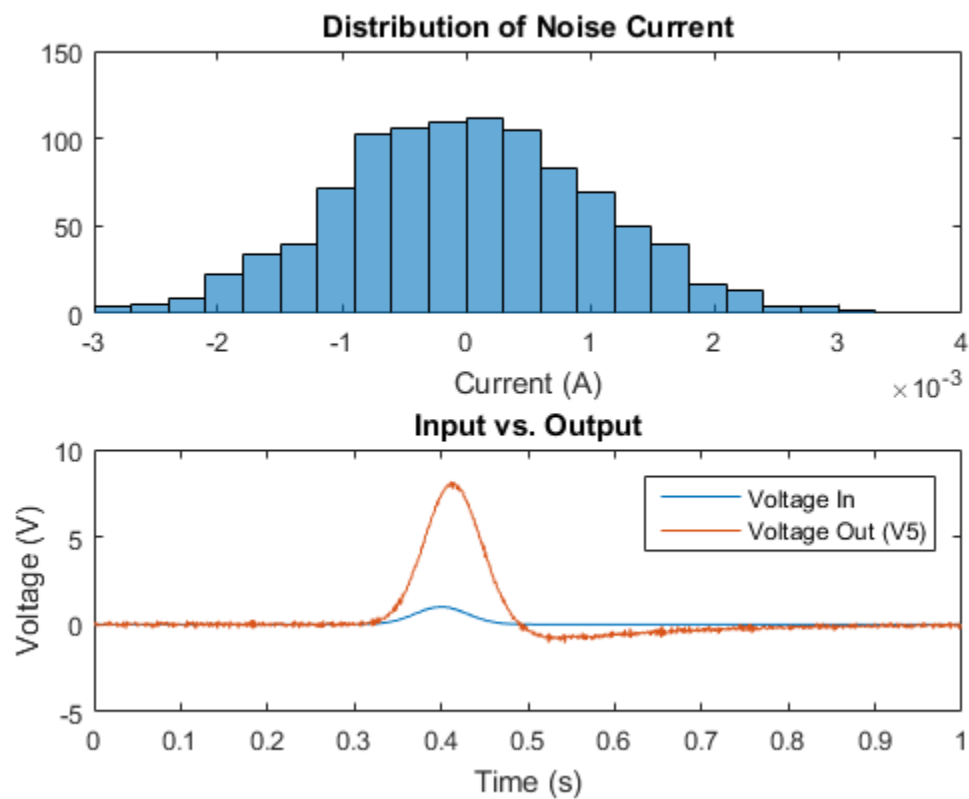 Distribution of Noise Current
150
100
50
0
-3 -2 -1 0 1 2 3 4
Current (A)
×10-3
Input vs. Output
10
5
0
-5
Voltage (V)
Voltage In
Voltage Out (V5)
0 0.1 0.2 0.3 0.4 0.5 0.6 0.7 0.8 0.9 1
Time (s)